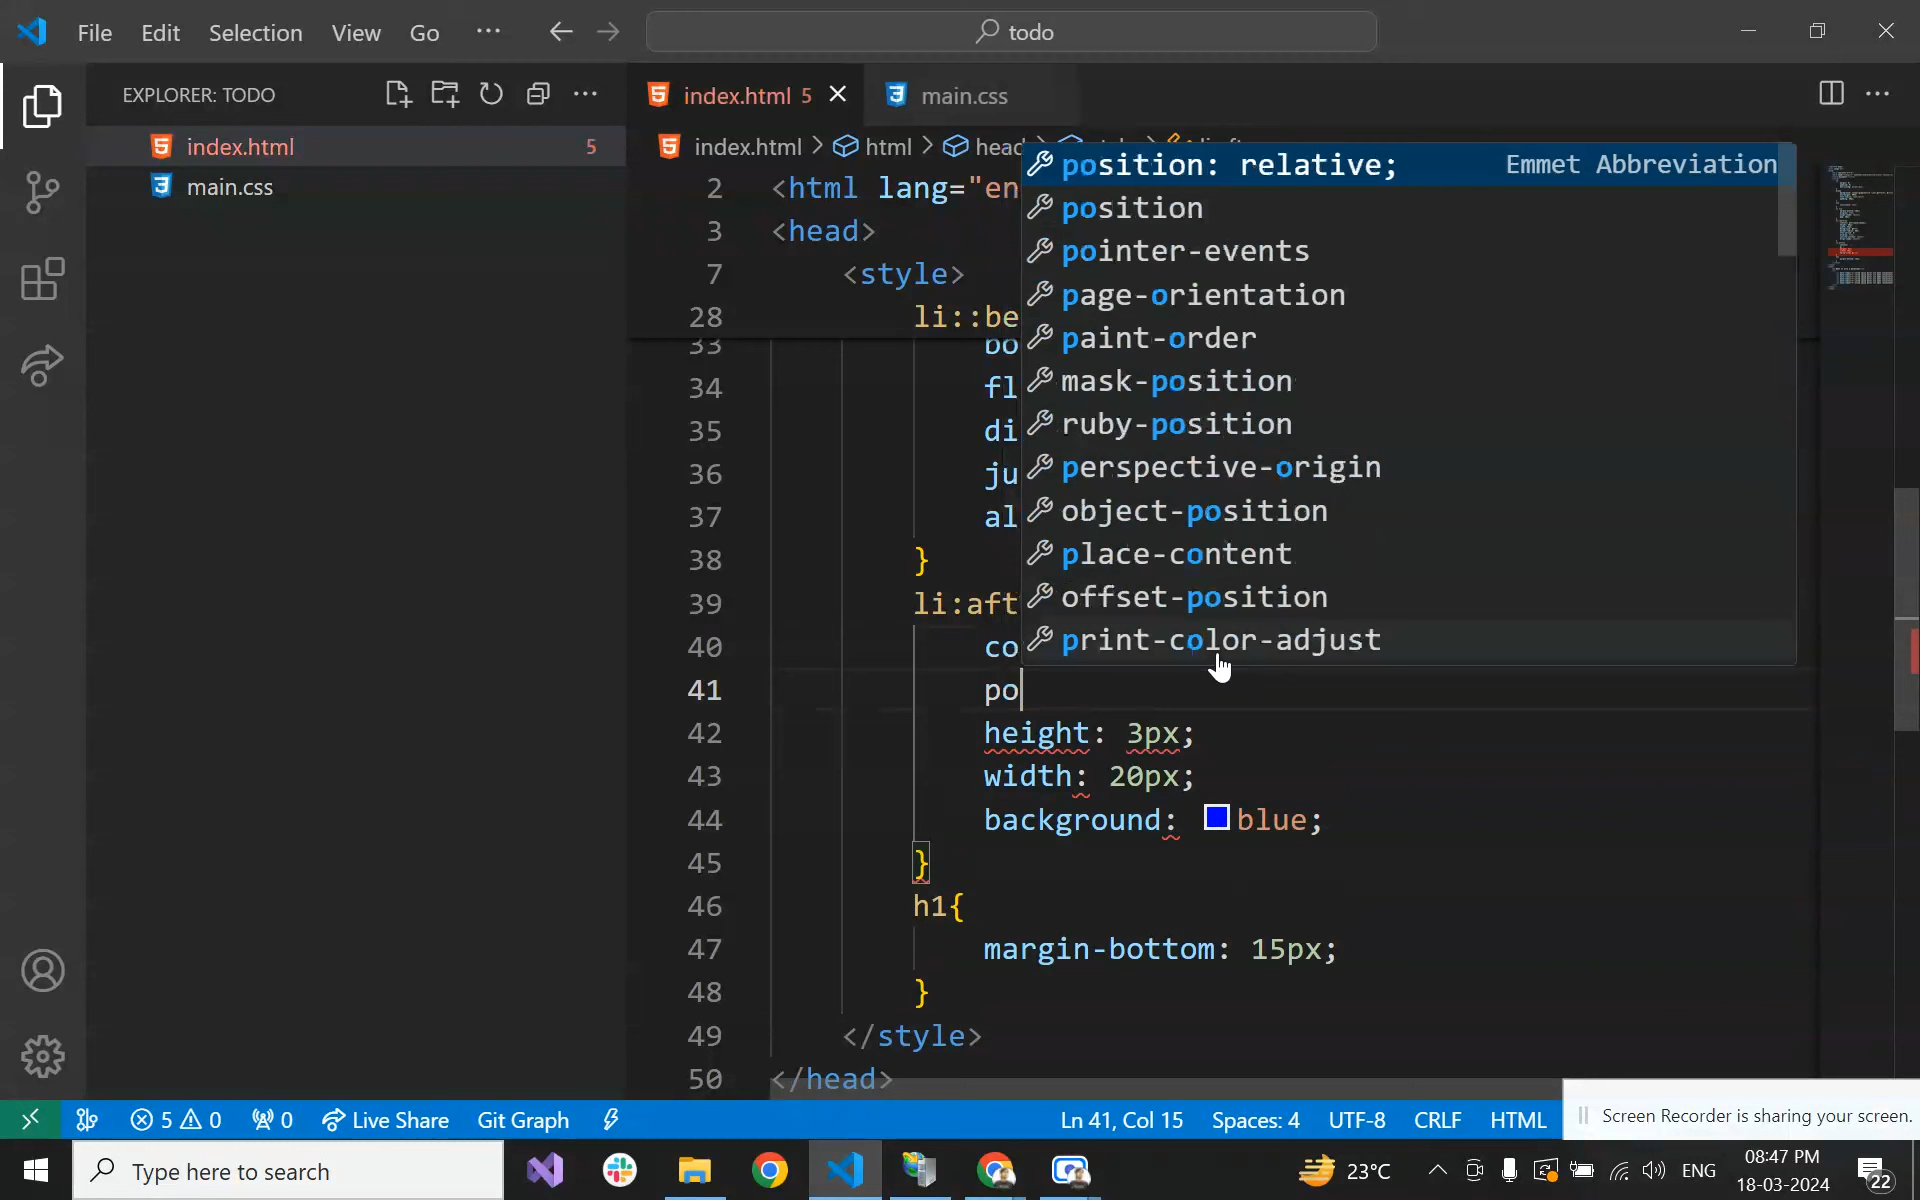 File Edit Selection View Go ··· todo
EXPLORER: TODO
index.html 5
main.css
index.html 5 main.css
index.html > html > head >
2 <html lang="en
3 <head>
7 <style>
28 li::be
33 bo
34 fl
35 di
36 ju
37 al
38 }
39 li:aft
40 co
41 po
42 height: 3px;
43 width: 20px;
44 background: blue;
45 }
46 h1{
47 margin-bottom: 15px;
48 }
49 </style>
50 </head>
position: relative; Emmet Abbreviation
position
pointer-events
page-orientation
paint-order
mask-position
ruby-position
perspective-origin
object-position
place-content
offset-position
print-color-adjust
5 0 0 Live Share Git Graph Ln 41, Col 15 Spaces: 4 UTF-8 CRLF HTML
Screen Recorder is sharing your screen.
Type here to search 23°C ENG 08:47 PM
18-03-2024
22